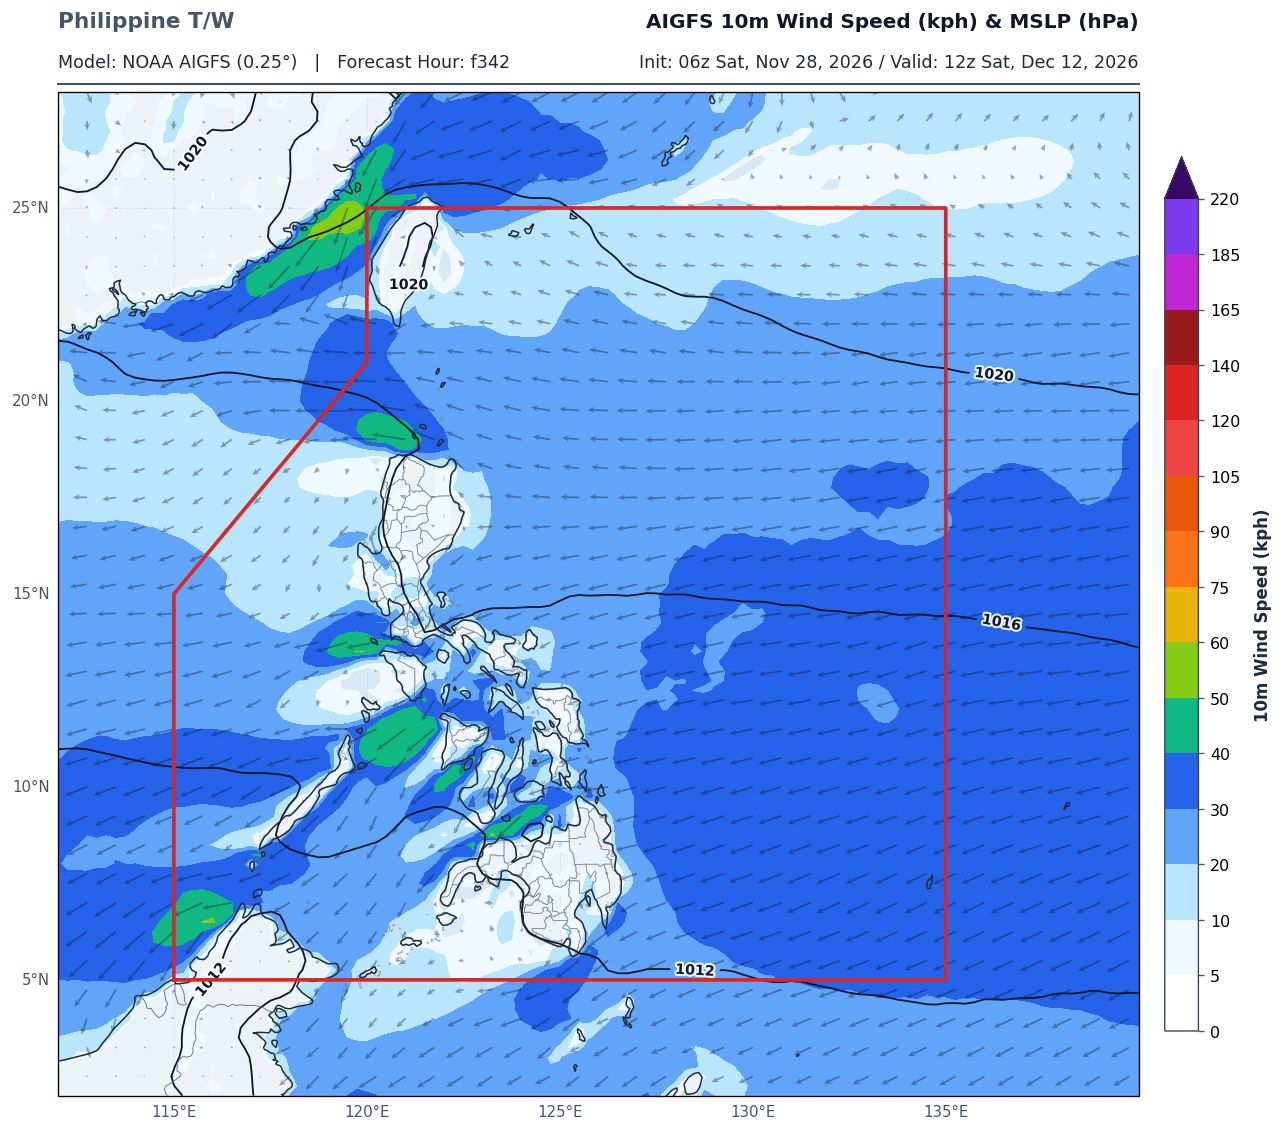 Philippine T/W
AIGFS 10m Wind Speed (kph) & MSLP (hPa)
Model: NOAA AIGFS (0.25°)   |   Forecast Hour: f342
Init: 06z Sat, Nov 28, 2026 / Valid: 12z Sat, Dec 12, 2026
1020
1020
1020
1016
1012
1012
25°N
20°N
15°N
10°N
5°N
115°E
120°E
125°E
130°E
135°E
220
185
165
140
120
105
90
75
60
50
40
30
20
10
5
0
10m Wind Speed (kph)